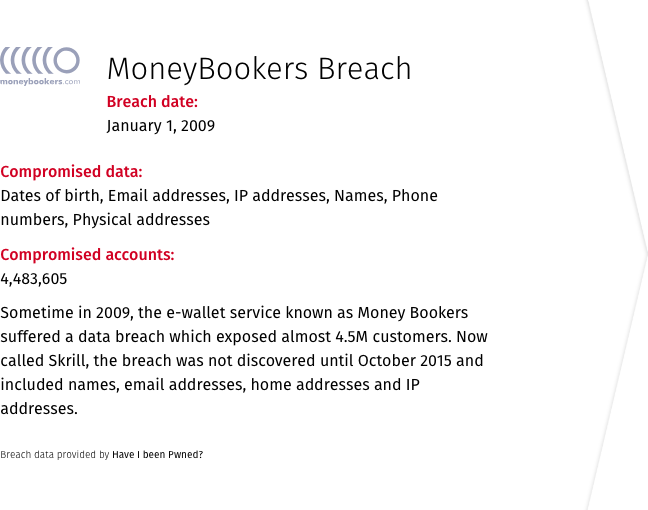 moneybookers.com
MoneyBookers Breach
Breach date:
January 1, 2009
Compromised data:
Dates of birth, Email addresses, IP addresses, Names, Phone
numbers, Physical addresses
Compromised accounts:
4,483,605
Sometime in 2009, the e-wallet service known as Money Bookers
suffered a data breach which exposed almost 4.5M customers. Now
called Skrill, the breach was not discovered until October 2015 and
included names, email addresses, home addresses and IP
addresses.
Breach data provided by Have I been Pwned?